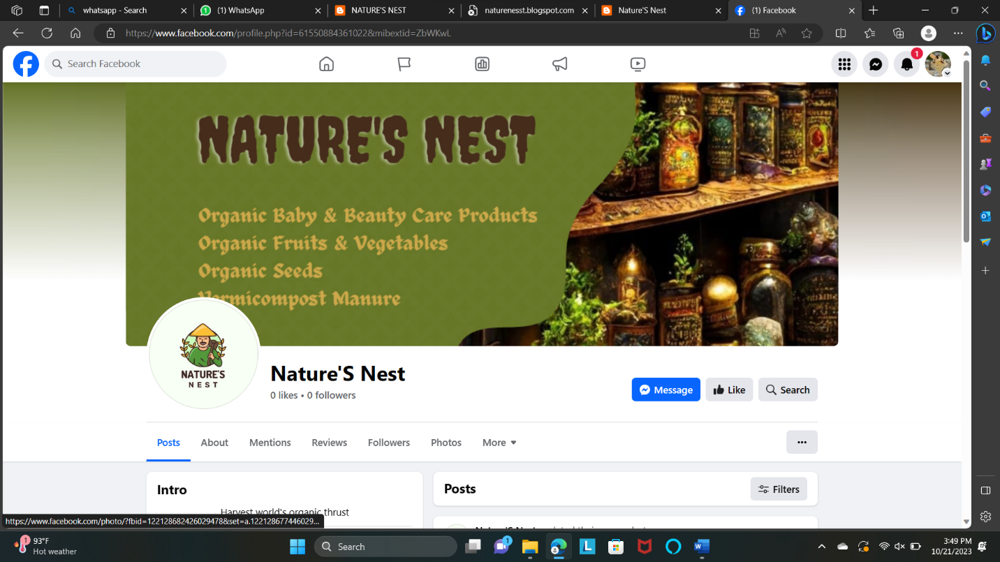 whatsapp - Search
(1) WhatsApp
NATURE'S NEST
naturenesst.blogspot.com
Nature'S Nest
(1) Facebook
https://www.facebook.com/profile.php?id=61550884361022&mibextid=ZbWKwL
Search Facebook
1
NATURE'S NEST
Organic Baby & Beauty Care Products
Organic Fruits & Vegetables
Organic Seeds
Vermicompost Manure
NATURE'S
NEST
Nature'S Nest
0 likes • 0 followers
Message
Like
Search
Posts
About
Mentions
Reviews
Followers
Photos
More
Intro
Posts
Filters
Harvest world's organic thrust
https://www.facebook.com/photo/?fbid=122128682426029478&set=a.122128677446029...
1
93°F
Hot weather
Search
1
3:49 PM
10/21/2023